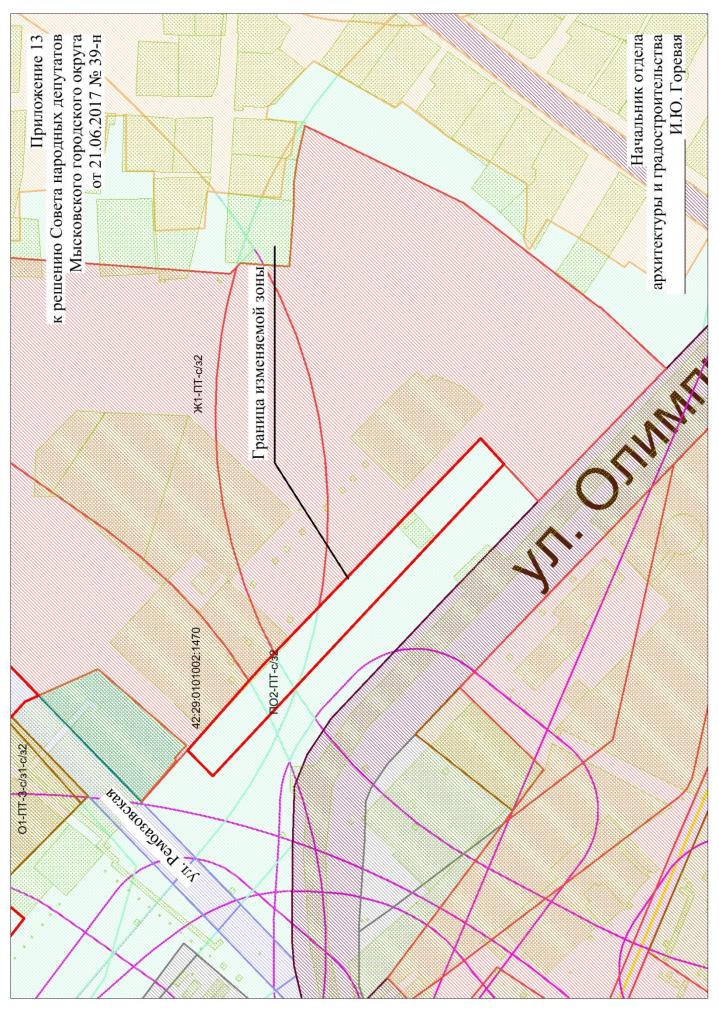 Приложение 13
к решению Совета народных депутатов
Мысковского городского округа
от 21.06.2017 № 39-н
Ж1-ПТ-с/з2
Граница изменяемой зоны
42:29:0101002:1470
ПО2-ПТ-с/з2
О1-ПТ-3-с/з1-с/з2
ул. Рембазовская
ул. Олимп
Начальник отдела
архитектуры и градостроительства
И.Ю. Горевая